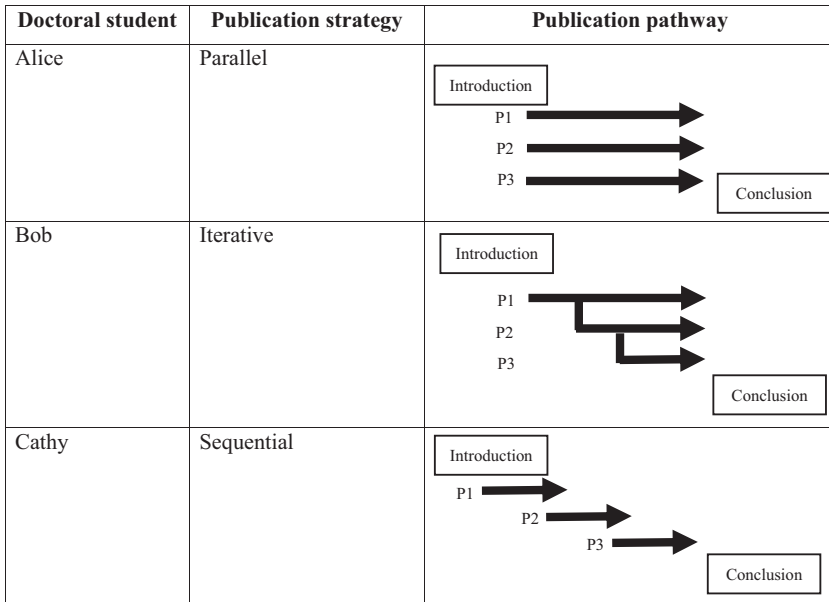 Doctoral student Publication strategy Publication pathway
Alice Parallel
Introduction
P1
P2
P3
Conclusion
Bob Iterative
Introduction
P1
P2
P3
Conclusion
Cathy Sequential
Introduction
P1
P2
P3
Conclusion